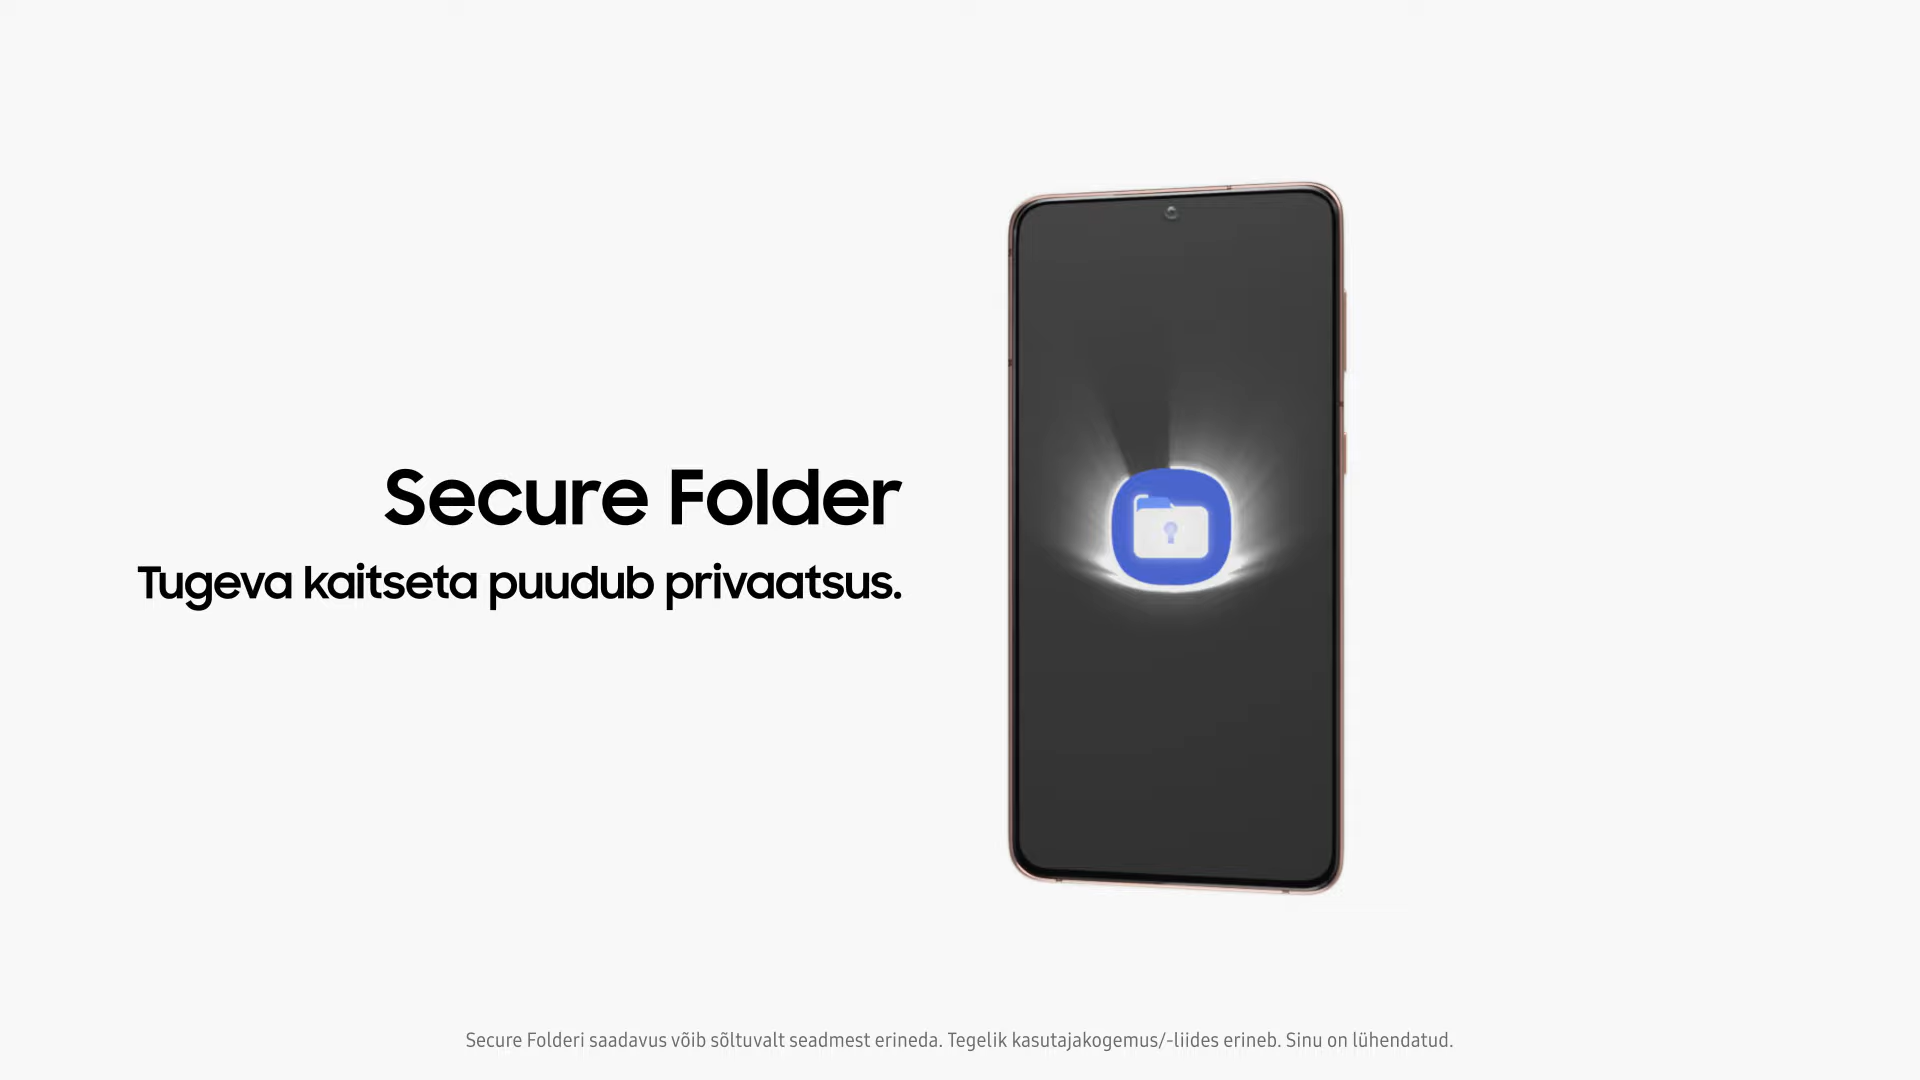 Secure Folder
Tugeva kaitseta puudub privaatsus.
Secure Folderi saadavus võib sõltuvalt seadmest erineda. Tegelik kasutajakogemus/-liides erineb. Sinu on lühendatud.